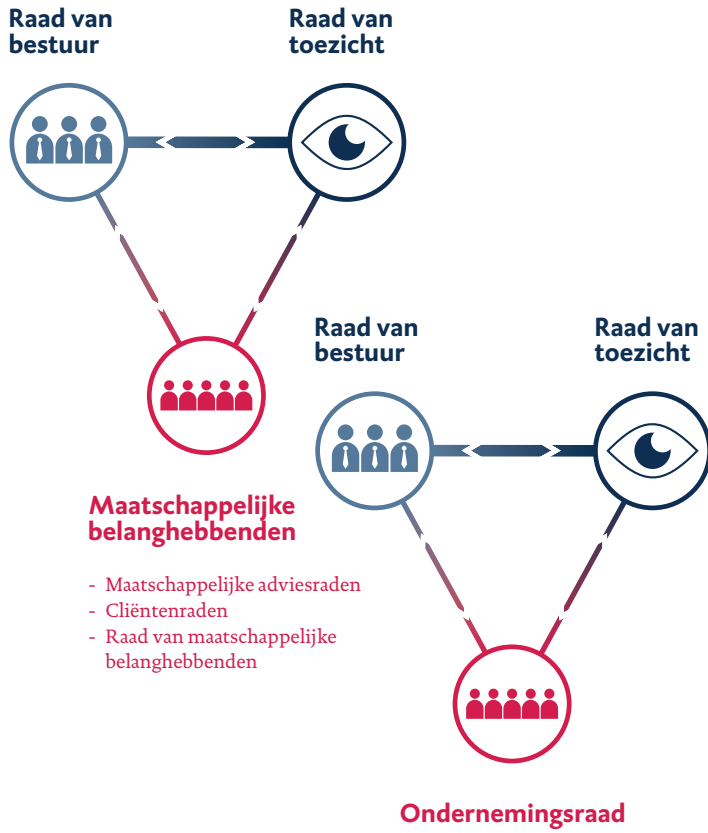 Raad van
bestuur
Raad van
toezicht
Maatschappelijke
belanghebbenden
- Maatschappelijke adviesraden
- Cliëntenraden
- Raad van maatschappelijke
belanghebbenden
Raad van
bestuur
Raad van
toezicht
Ondernemingsraad